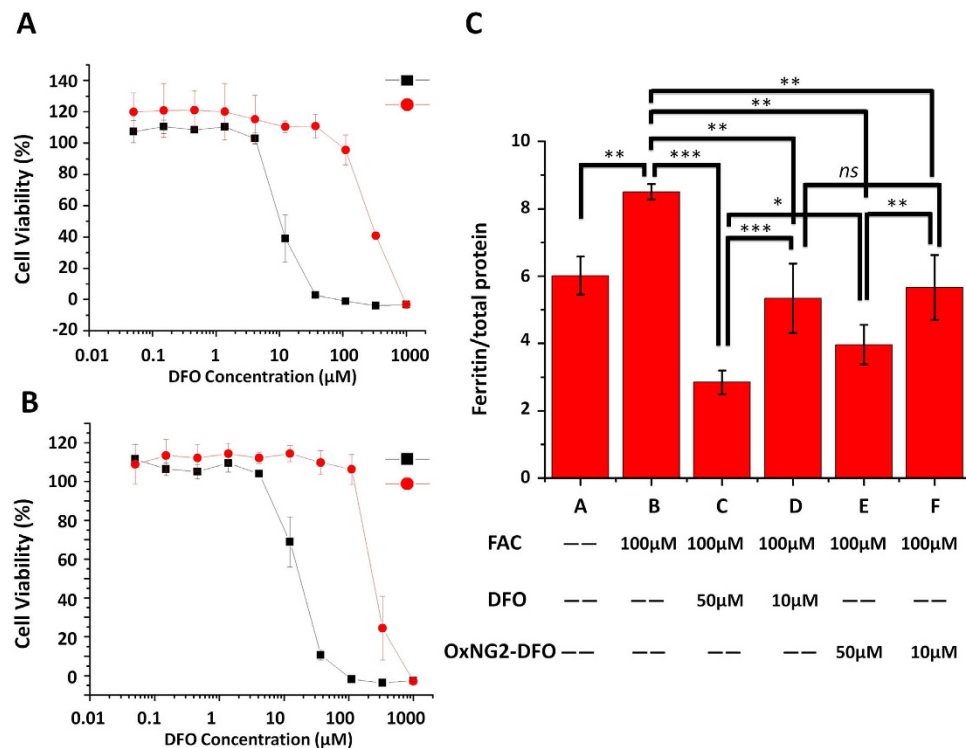 A
140
120
100
80
60
40
20
0
-20
0.01 0.1 1 10 100 1000
DFO Concentration (µM)
Cell Viability (%)
B
120
100
80
60
40
20
0
0.01 0.1 1 10 100 1000
DFO Concentration (µM)
Cell Viability (%)
C
**
**
**
ns
** ***
* **
***
10
8
6
4
2
0
Ferritin/total protein
A B C D E F
FAC —— 100µM 100µM 100µM 100µM 100µM
DFO —— —— 50µM 10µM —— ——
OxNG2-DFO —— —— —— —— 50µM 10µM